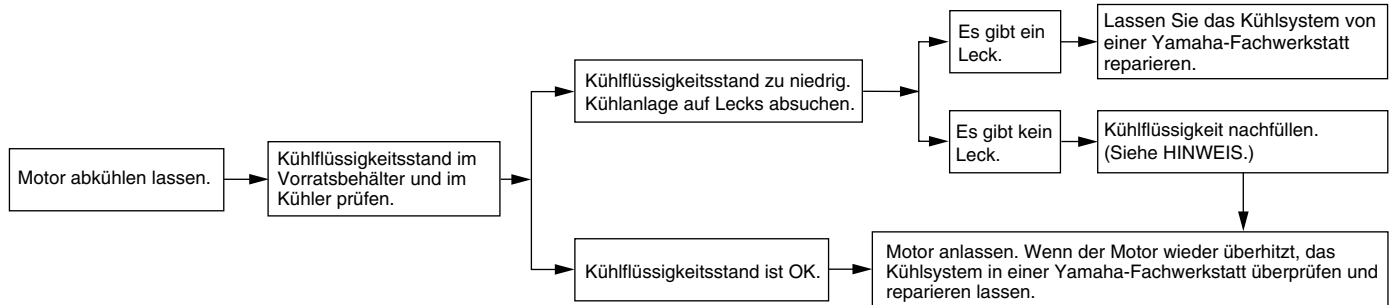 Motor abkühlen lassen.
Kühlflüssigkeitsstand im
Vorratsbehälter und im
Kühler prüfen.
Kühlflüssigkeitsstand zu niedrig.
Kühlanlage auf Lecks absuchen.
Es gibt ein
Leck.
Lassen Sie das Kühlsystem von
einer Yamaha-Fachwerkstatt
reparieren.
Es gibt kein
Leck.
Kühlflüssigkeit nachfüllen.
(Siehe HINWEIS.)
Kühlflüssigkeitsstand ist OK.
Motor anlassen. Wenn der Motor wieder überhitzt, das
Kühlsystem in einer Yamaha-Fachwerkstatt überprüfen und
reparieren lassen.